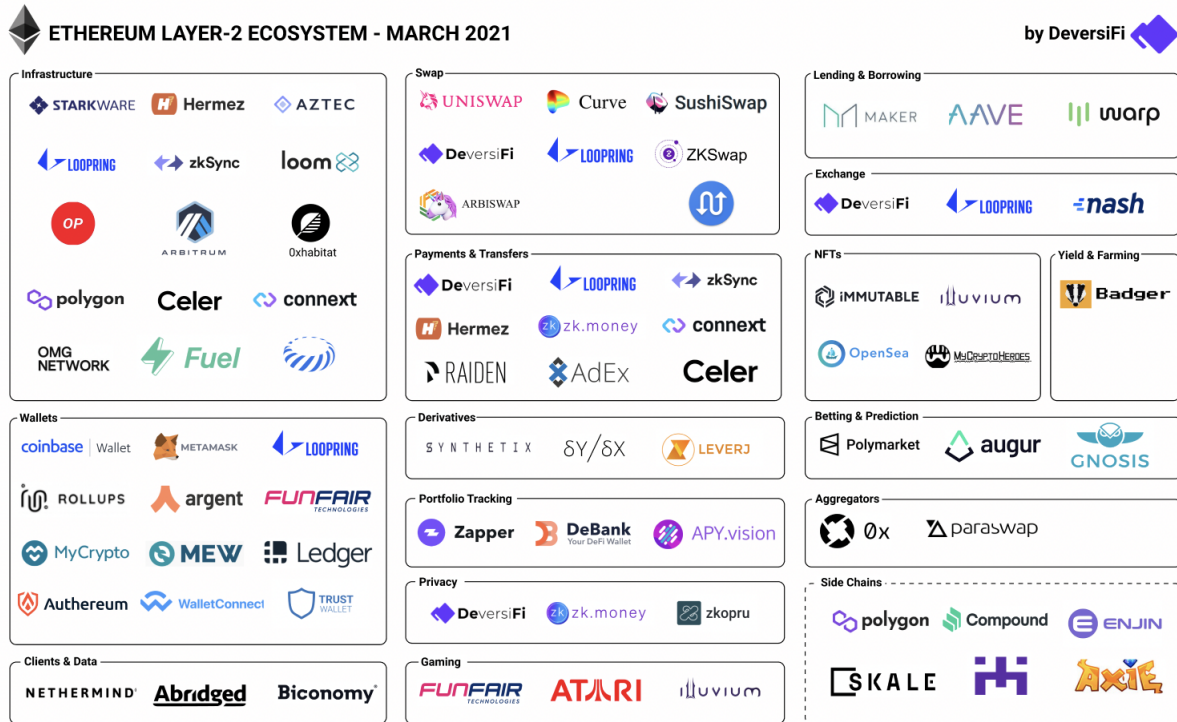 ETHEREUM LAYER-2 ECOSYSTEM - MARCH 2021
by DeversiFi
Infrastructure
STARKWARE
Hermez
AZTEC
LOOPRING
zkSync
loom
OP
ARBITRUM
0xhabitat
polygon
Celer
connext
OMG
NETWORK
Fuel
Swap
UNISWAP
Curve
SushiSwap
DeversiFi
LOOPRING
ZKSwap
ARBISWAP
Lending & Borrowing
MAKER
AAVE
warp
Exchange
DeversiFi
LOOPRING
nash
Payments & Transfers
DeversiFi
LOOPRING
zkSync
Hermez
zk zk.money
connext
RAIDEN
AdEx
Celer
NFTs
iMMUTABLE
illuvium
OpenSea
MYCRYPTOHEROES
Yield & Farming
Badger
Wallets
coinbase | Wallet
METAMASK
LOOPRING
ROLLUPS
argent
FUNFAIR
TECHNOLOGIES
MyCrypto
MEW
Ledger
Authereum
WalletConnect
TRUST
WALLET
Derivatives
SYNTHETIX
δY/δX
LEVERJ
Betting & Prediction
Polymarket
augur
GNOSIS
Portfolio Tracking
Zapper
DeBank
Your DeFi Wallet
APY.vision
Aggregators
0x
paraswap
Privacy
DeversiFi
zk zk.money
zkopru
Side Chains
polygon
Compound
ENJIN
SKALE
AXIE
Clients & Data
NETHERMIND
Abridged
Biconomy
Gaming
FUNFAIR
TECHNOLOGIES
ATARI
illuvium